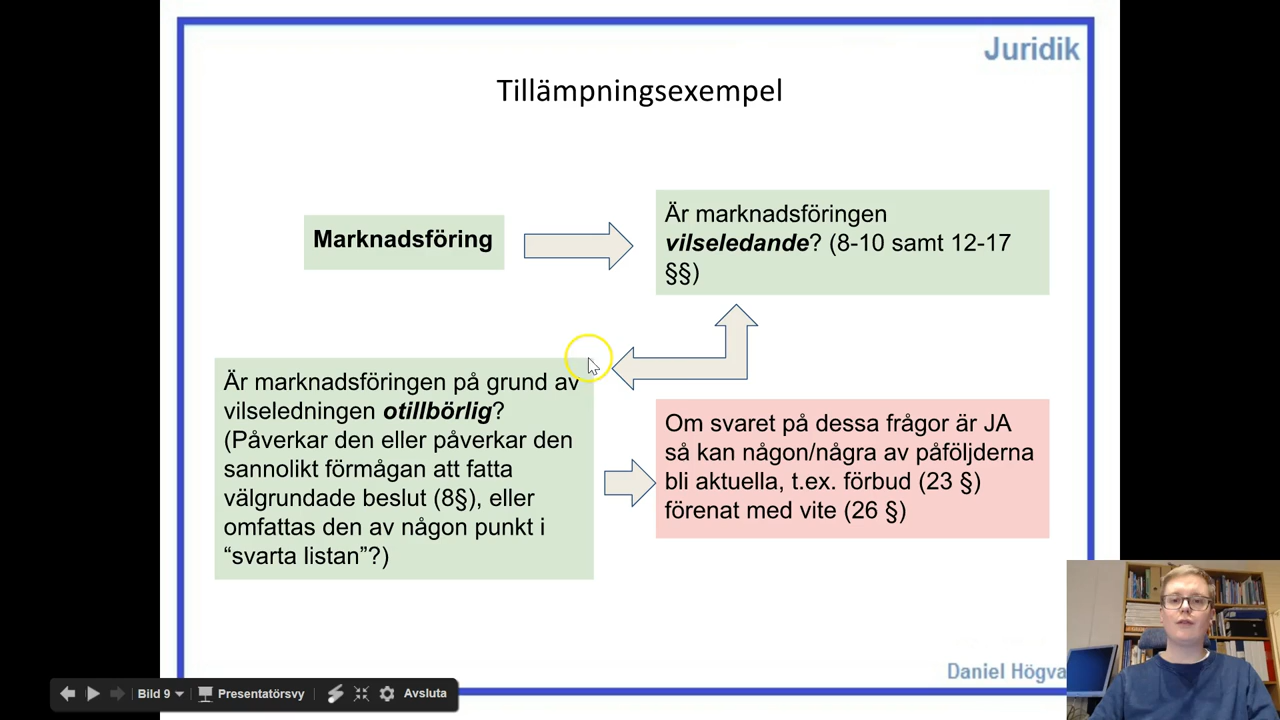 Juridik
Tillämpningsexempel
Marknadsföring
Är marknadsföringen
vilseledande? (8-10 samt 12-17
§§)
Är marknadsföringen på grund av
vilseledningen otillbörlig?
(Påverkar den eller påverkar den
sannolikt förmågan att fatta
välgrundade beslut (8§), eller
omfattas den av någon punkt i
“svarta listan”?)
Om svaret på dessa frågor är JA
så kan någon/några av påföljderna
bli aktuella, t.ex. förbud (23 §)
förenat med vite (26 §)
Daniel Högva
Bild 9
Presentatörsvy
Avsluta